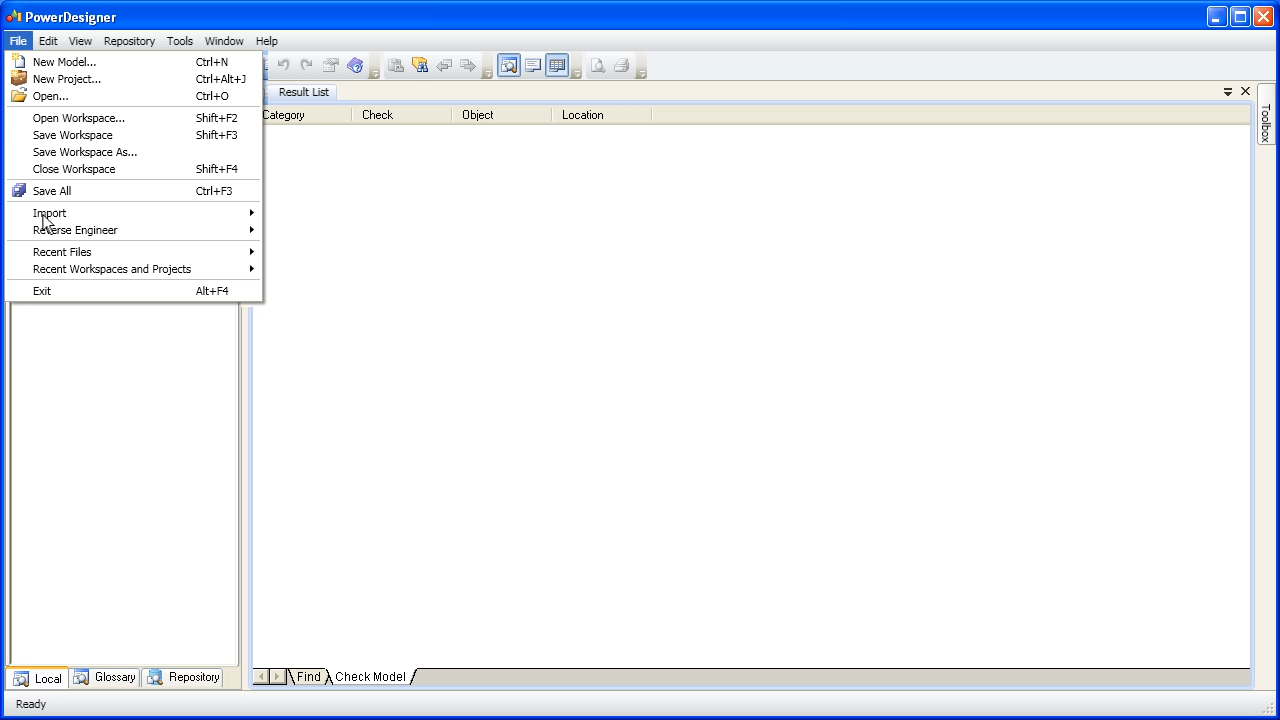 PowerDesigner
File Edit View Repository Tools Window Help
New Model... Ctrl+N
New Project... Ctrl+Alt+J
Open... Ctrl+O
Open Workspace... Shift+F2
Save Workspace Shift+F3
Save Workspace As...
Close Workspace Shift+F4
Save All Ctrl+F3
Import
Reverse Engineer
Recent Files
Recent Workspaces and Projects
Exit Alt+F4
Result List
Category Check Object Location
Toolbox
Local Glossary Repository
Find Check Model
Ready